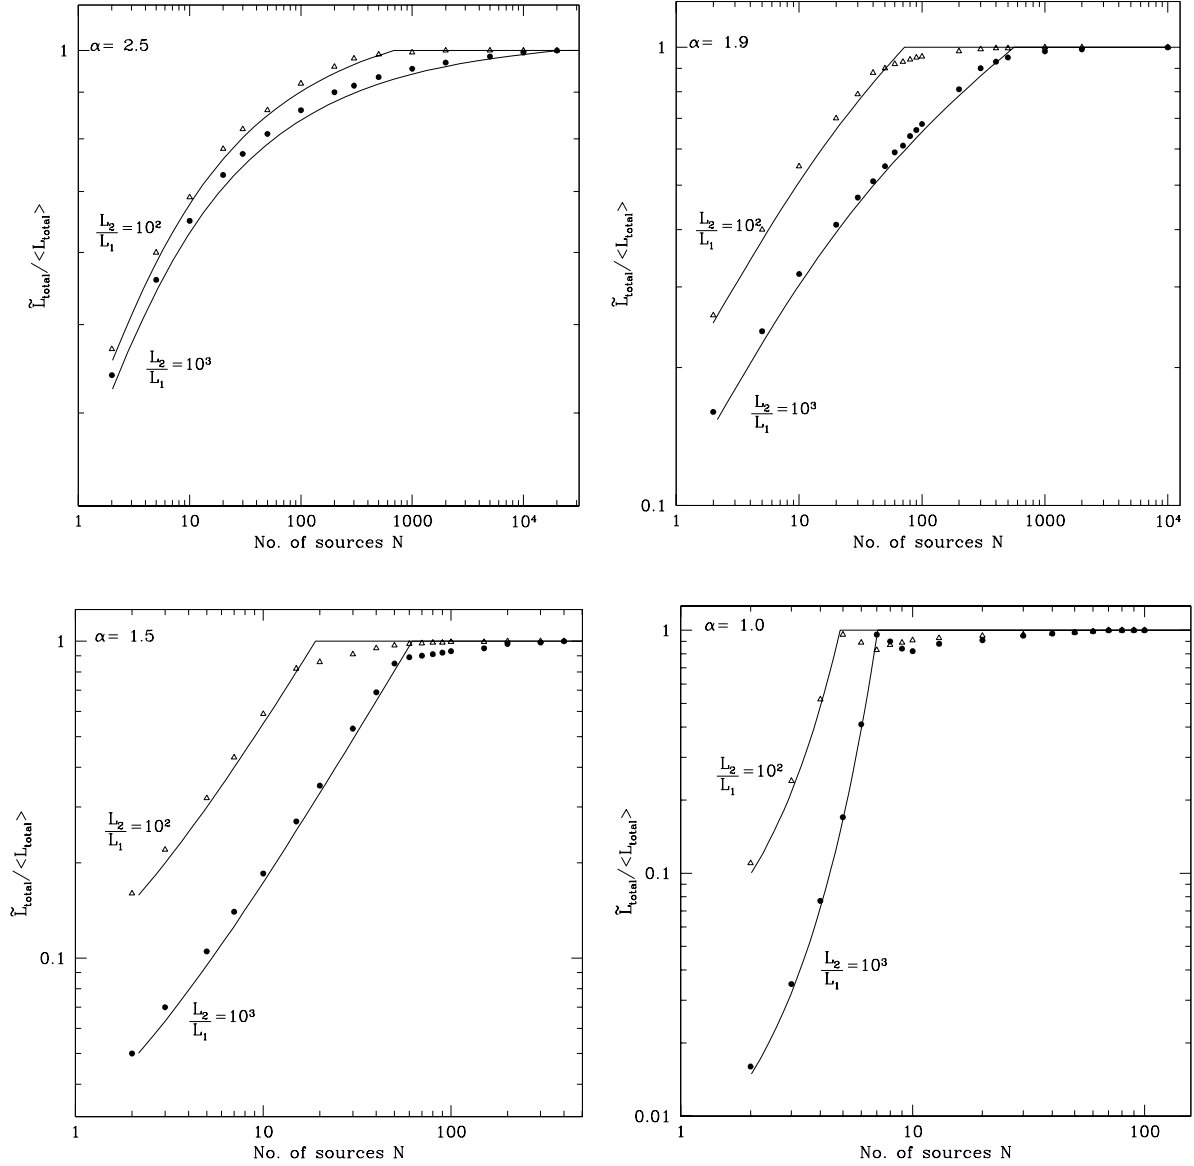 α= 2.5
1
L₂/L₁ =10²
L̃total/<Ltotal>
L₂/L₁ =10³
1 10 100 1000 10⁴
No. of sources N
α= 1.9
1
L₂/L₁ =10²
L̃total/<Ltotal>
L₂/L₁ =10³
0.1
1 10 100 1000 10⁴
No. of sources N
α= 1.5
1
L₂/L₁ =10²
L̃total/<Ltotal>
0.1
L₂/L₁ =10³
1 10 100
No. of sources N
α= 1.0
1
L₂/L₁ =10²
0.1
L̃total/<Ltotal>
L₂/L₁ =10³
0.01
1 10 100
No. of sources N